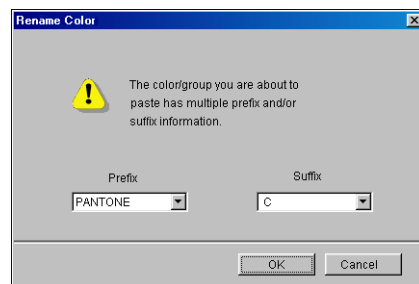 Rename Color
The color/group you are about to
paste has multiple prefix and/or
suffix information.
Prefix
Suffix
PANTONE
C
OK
Cancel